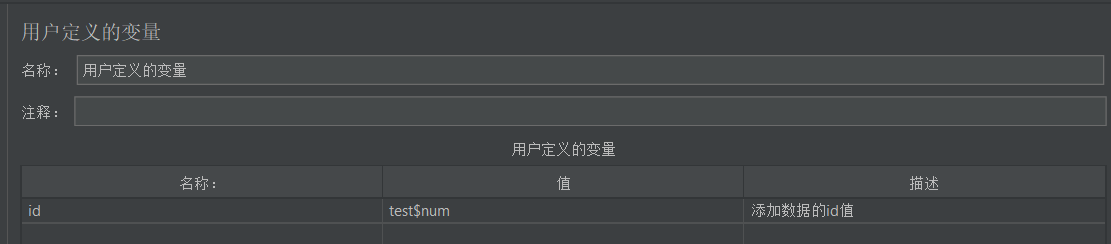 用户定义的变量
名称： 用户定义的变量
注释：
用户定义的变量
名称： 值 描述
id test$num 添加数据的id值